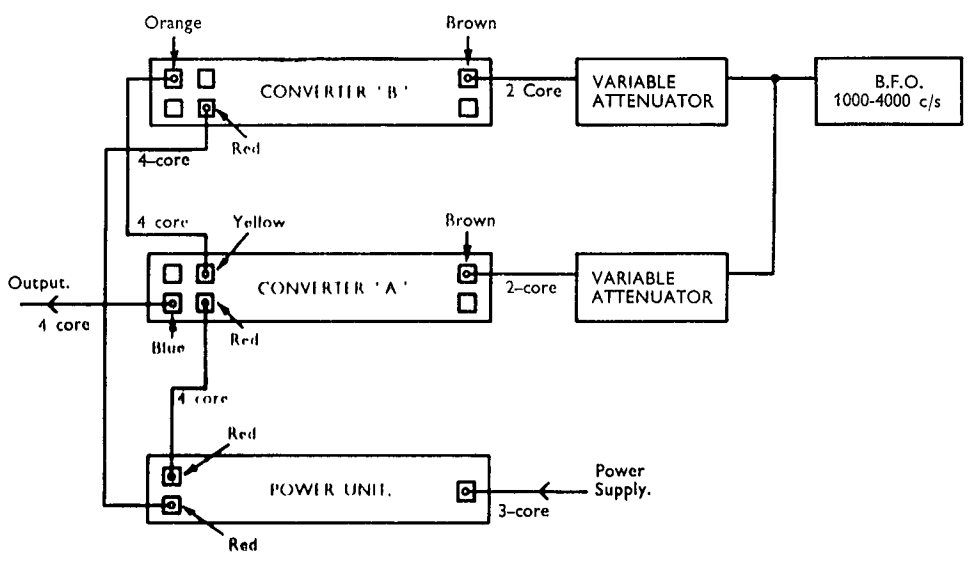 Orange
Brown
CONVERTER 'B'
2 Core
VARIABLE
ATTENUATOR
B.F.O.
1000-4000 c/s
Red
4-core
4 core
Yellow
Brown
Output.
CONVERTER 'A'
2-core
VARIABLE
ATTENUATOR
4 core
Blue
Red
4 core
Red
POWER UNIT.
Power
Supply.
3-core
Red